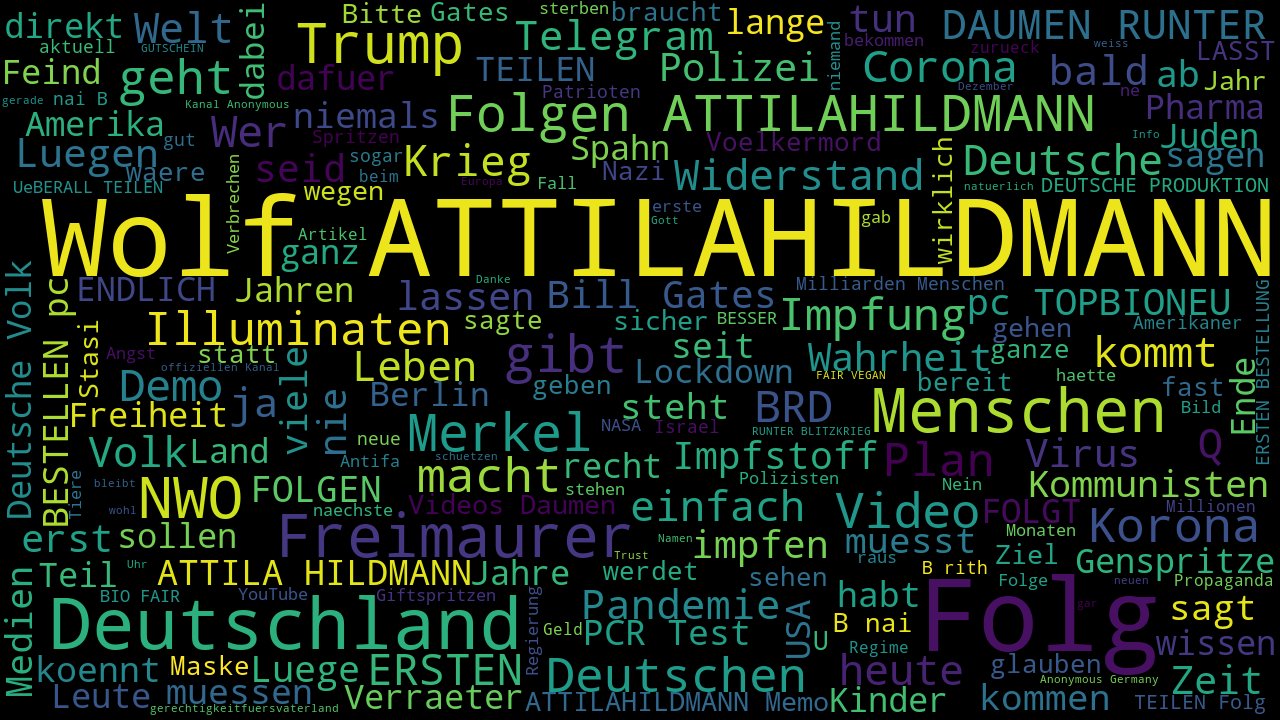 direkt Welt dabei Bitte Gates sterben braucht lange tun DAUMEN RUNTER
aktuell GUTSCHEIN Trump Telegram niemand bekommen zurueck weiss LASST
Feind geht dafuer TEILEN Polizei Corona bald ab Jahr
gerade nai B Kanal Anonymous Patrioten Dezember ne
Amerika gut Wer niemals Folgen ATTILAHILDMANN Pharma
Luegen Waere Spritzen Krieg Spahn Voelkermord Info Juden
seid sogar beim Nazi Widerstand wirklich Deutsche sagen
UeBERALL TEILEN Verbrechen wegen Europa Fall natuerlich DEUTSCHE PRODUKTION
Wolf ATTILAHILDMANN
Artikel erste Gott gab
ganz
Deutsche Volk BESTELLEN pc ENDLICH Jahren Danke lassen Bill Gates Milliarden Menschen ERSTEN BESTELLUNG
Stasi Illuminaten sagte sicher BESSER Impfung pc TOPBIONEU
gehen Amerikaner
Angst statt viele gibt seit Wahrheit ganze kommt
offiziellen Kanal Leben Lockdown FAIR VEGAN haette Ende
Demo ja nie Berlin geben bereit fast
Freiheit steht BRD Menschen Bild
neue Merkel NASA Israel RUNTER BLITZKRIEG
Volk Land Antifa schuetzen Impfstoff Plan Virus Q
Tiere bleibt macht recht Polizisten Nein Kommunisten
wohl NWO FOLGEN stehen
naechste Videos Daumen einfach Video FOLGT Millionen
erst sollen Freimaurer Namen impfen muesst Monaten Korona
Trust raus Ziel Genspritze
Medien Teil Uhr ATTILA HILDMANN Jahre werdet sehen B rith Folge neuen Propaganda
BIO FAIR YouTube Giftspritzen Regierung Pandemie USA habt Folg gar sagt
Deutschland Geld PCR Test U B nai wissen
Regime
koennt Maske Luege ERSTEN Deutschen heute glauben Anonymous Germany Zeit
Leute muessen Verraeter ATTILAHILDMANN Memo Kinder kommen TEILEN Folg
gerechtigkeitfuersvaterland